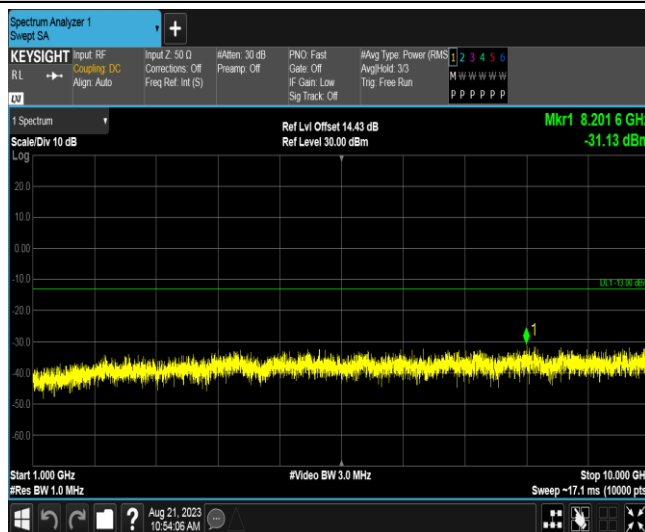 Spectrum Analyzer 1
Swept SA
+
KEYSIGHT Input: RF Input Z: 50 Ω #Atten: 30 dB PNO: Fast #Avg Type: Power (RMS 1 2 3 4 5 6
RL Coupling: DC Corrections: Off Preamp: Off Gate: Off Avg|Hold: 3/3 M W W W W W
Align: Auto Freq Ref: Int (S) IF Gain: Low Trig: Free Run
LXI Sig Track: Off P P P P P P
1 Spectrum Ref Lvl Offset 14.43 dB Mkr1 8.201 6 GHz
Scale/Div 10 dB Ref Level 30.00 dBm -31.13 dBm
Log
20.0
10.0
0.00
-10.0
DL1 -13.00 dBm
-20.0
-30.0
1
-40.0
-50.0
-60.0
Start 1.000 GHz #Video BW 3.0 MHz Stop 10.000 GHz
#Res BW 1.0 MHz Sweep ~17.1 ms (10000 pts
? Aug 21, 2023
10:54:06 AM